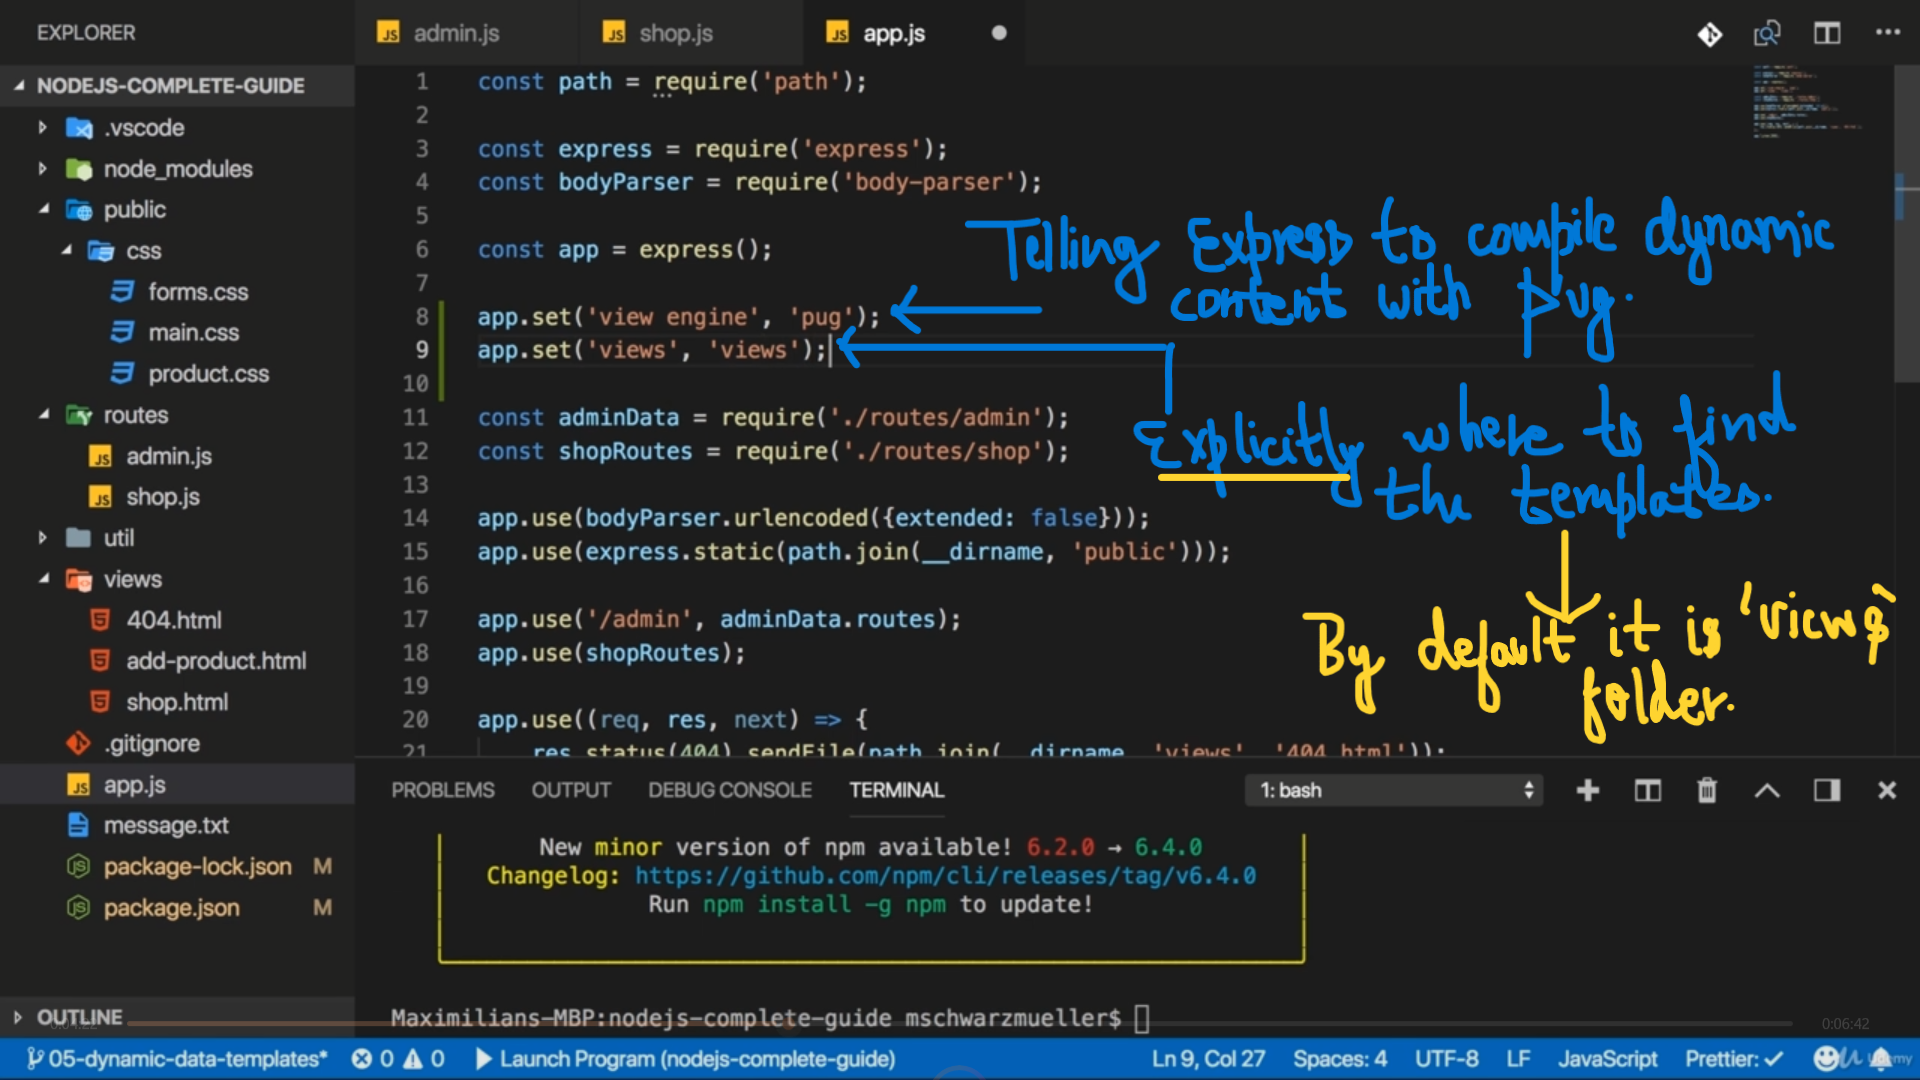 EXPLORER
admin.js
shop.js
app.js
NODEJS-COMPLETE-GUIDE
.vscode
node_modules
public
css
forms.css
main.css
product.css
routes
admin.js
shop.js
util
views
404.html
add-product.html
shop.html
.gitignore
app.js
message.txt
package-lock.json M
package.json M
OUTLINE
0:04:22
1 const path = require('path');
2
3 const express = require('express');
4 const bodyParser = require('body-parser');
5
6 const app = express();
7
8 app.set('view engine', 'pug');
9 app.set('views', 'views');
10
11 const adminData = require('./routes/admin');
12 const shopRoutes = require('./routes/shop');
13
14 app.use(bodyParser.urlencoded({extended: false}));
15 app.use(express.static(path.join(__dirname, 'public')));
16
17 app.use('/admin', adminData.routes);
18 app.use(shopRoutes);
19
20 app.use((req, res, next) => {
21 res.status(404).sendFile(path.join(__dirname, 'views', '404.html'));
Telling Express to compile dynamic
content with pug.
Explicitly where to find
the templates.
By default it is 'views'
folder.
PROBLEMS OUTPUT DEBUG CONSOLE TERMINAL 1: bash
New minor version of npm available! 6.2.0 → 6.4.0
Changelog: https://github.com/npm/cli/releases/tag/v6.4.0
Run npm install -g npm to update!
Maximilians-MBP:nodejs-complete-guide mschwarzmueller$
0:06:42
05-dynamic-data-templates* 0 0 Launch Program (nodejs-complete-guide) Ln 9, Col 27 Spaces: 4 UTF-8 LF JavaScript Prettier: ✓
Udemy